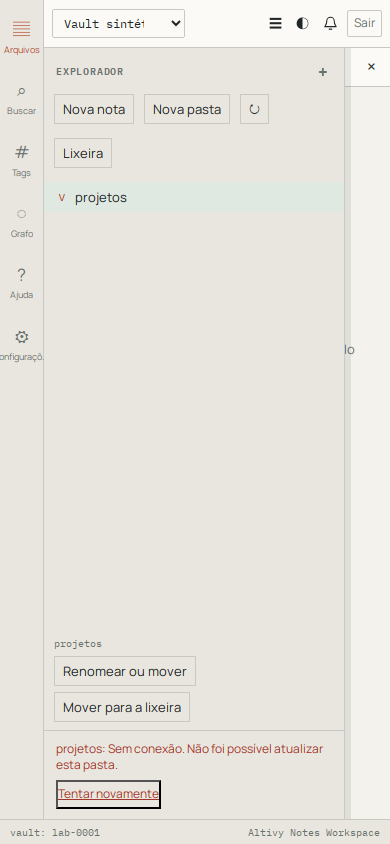 Vault sintét
Sair
Arquivos
EXPLORADOR
+
×
Nova nota
Nova pasta
↻
Buscar
Lixeira
#
Tags
v projetos
Grafo
?
Ajuda
onfiguraçõ
lo
projetos
Renomear ou mover
Mover para a lixeira
projetos: Sem conexão. Não foi possível atualizar
esta pasta.
Tentar novamente
vault: lab-0001
Altivy Notes Workspace